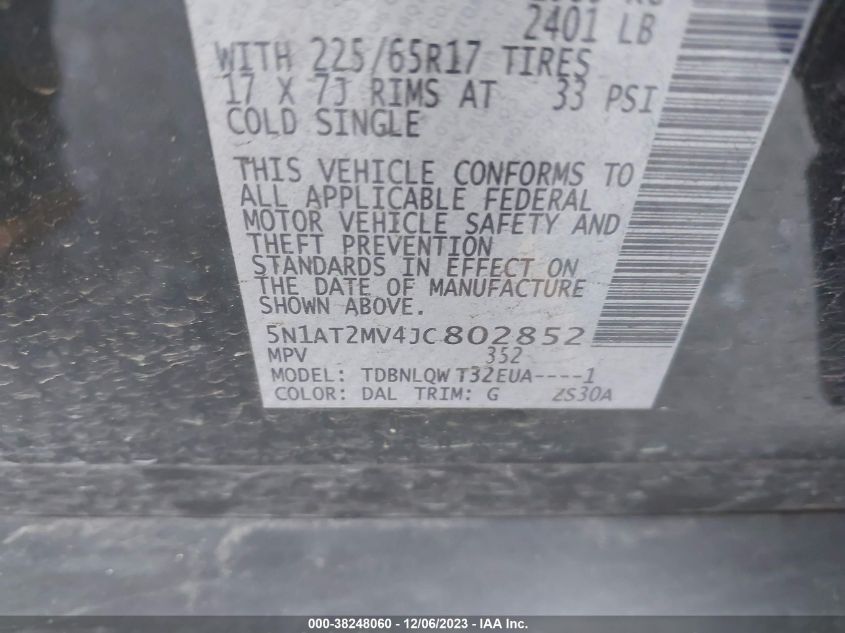 2401 LB
WITH 225/65R17 TIRES
17 X 7J RIMS AT 33 PSI
COLD SINGLE
THIS VEHICLE CONFORMS TO
ALL APPLICABLE FEDERAL
MOTOR VEHICLE SAFETY AND
THEFT PREVENTION
STANDARDS IN EFFECT ON
THE DATE OF MANUFACTURE
SHOWN ABOVE.
5N1AT2MV4JC802852
MPV 352
MODEL: TDBNLQW T32EUA----1
COLOR: DAL TRIM: G ZS30A
000-38248060 - 12/06/2023 - IAA Inc.